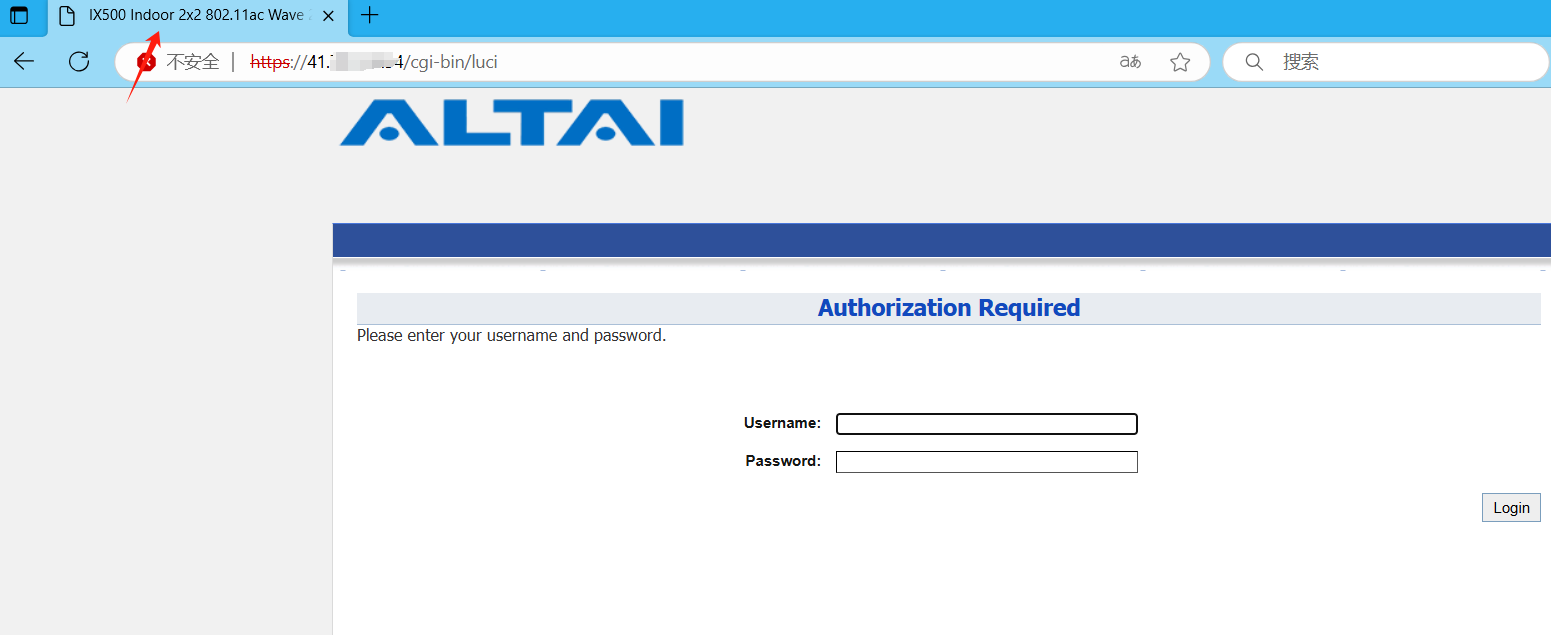 IX500 Indoor 2x2 802.11ac Wave
不安全 https://41. 4/cgi-bin/luci
搜索
ALTAI
Authorization Required
Please enter your username and password.
Username:
Password:
Login